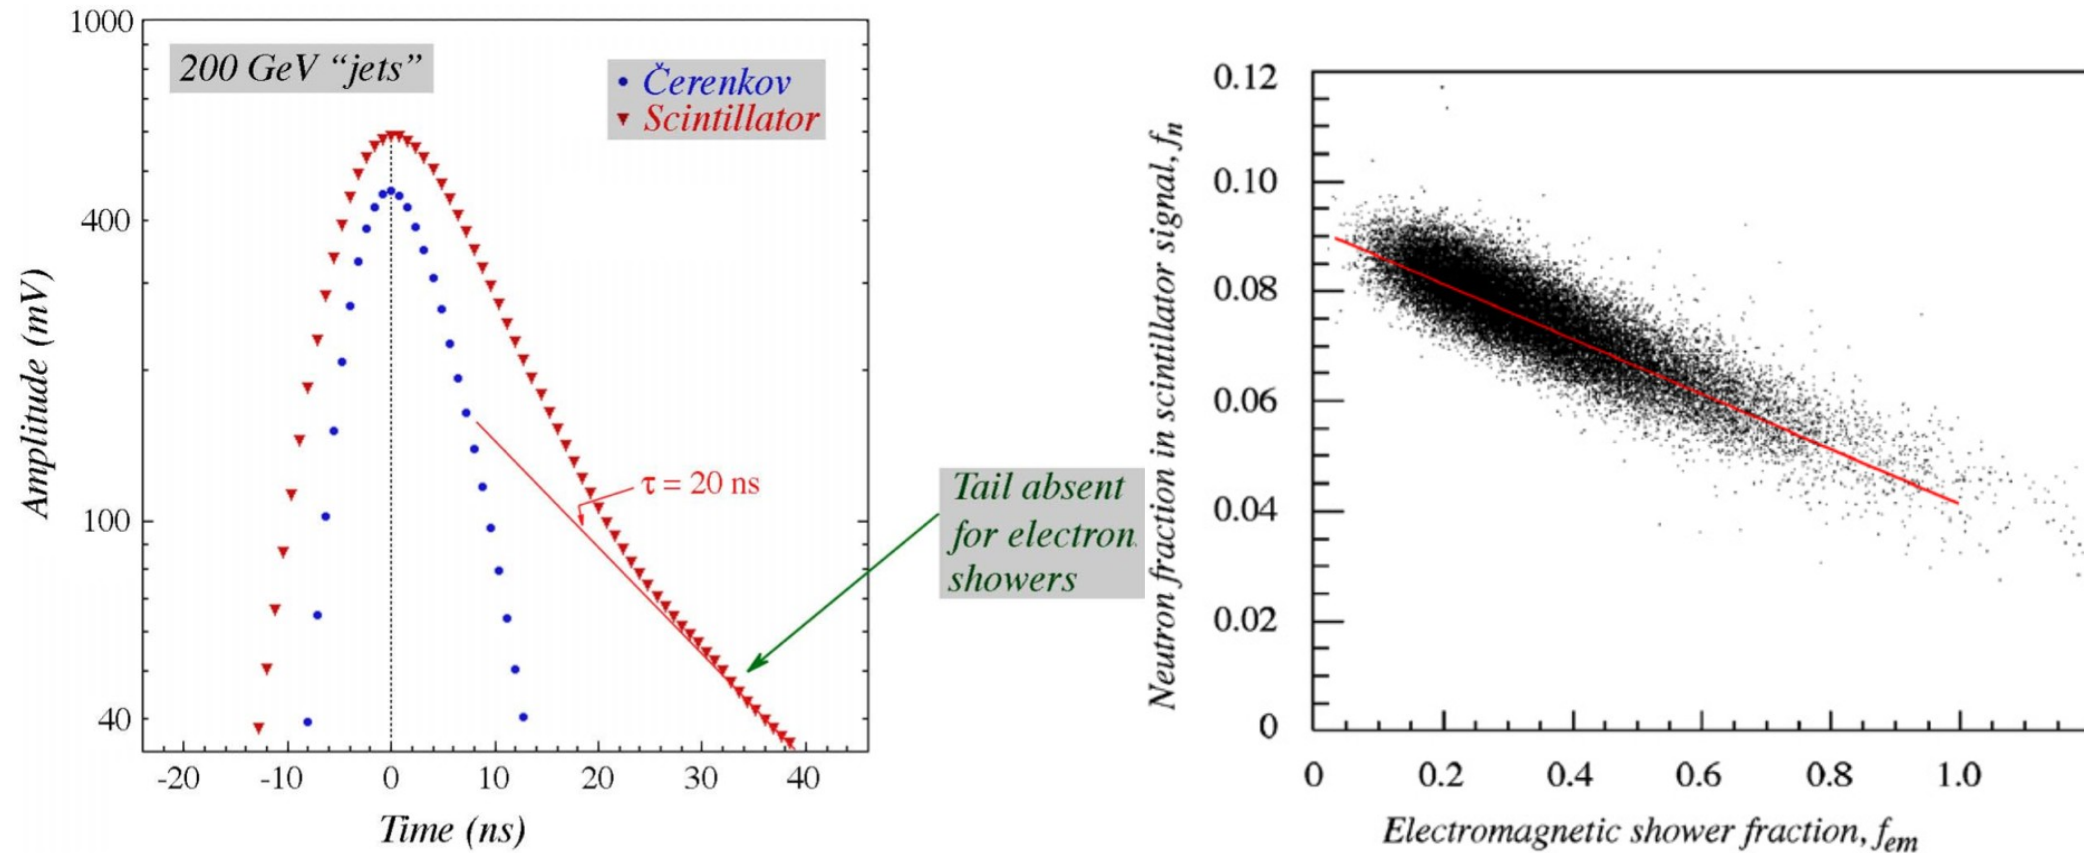 1000
400
100
40
Amplitude (mV)
200 GeV “jets”
Čerenkov
Scintillator
τ = 20 ns
Tail absent
for electron
showers
-20 -10 0 10 20 30 40
Time (ns)
0.12
0.10
0.08
0.06
0.04
0.02
0
Neutron fraction in scintillator signal, fn
0 0.2 0.4 0.6 0.8 1.0
Electromagnetic shower fraction, fem